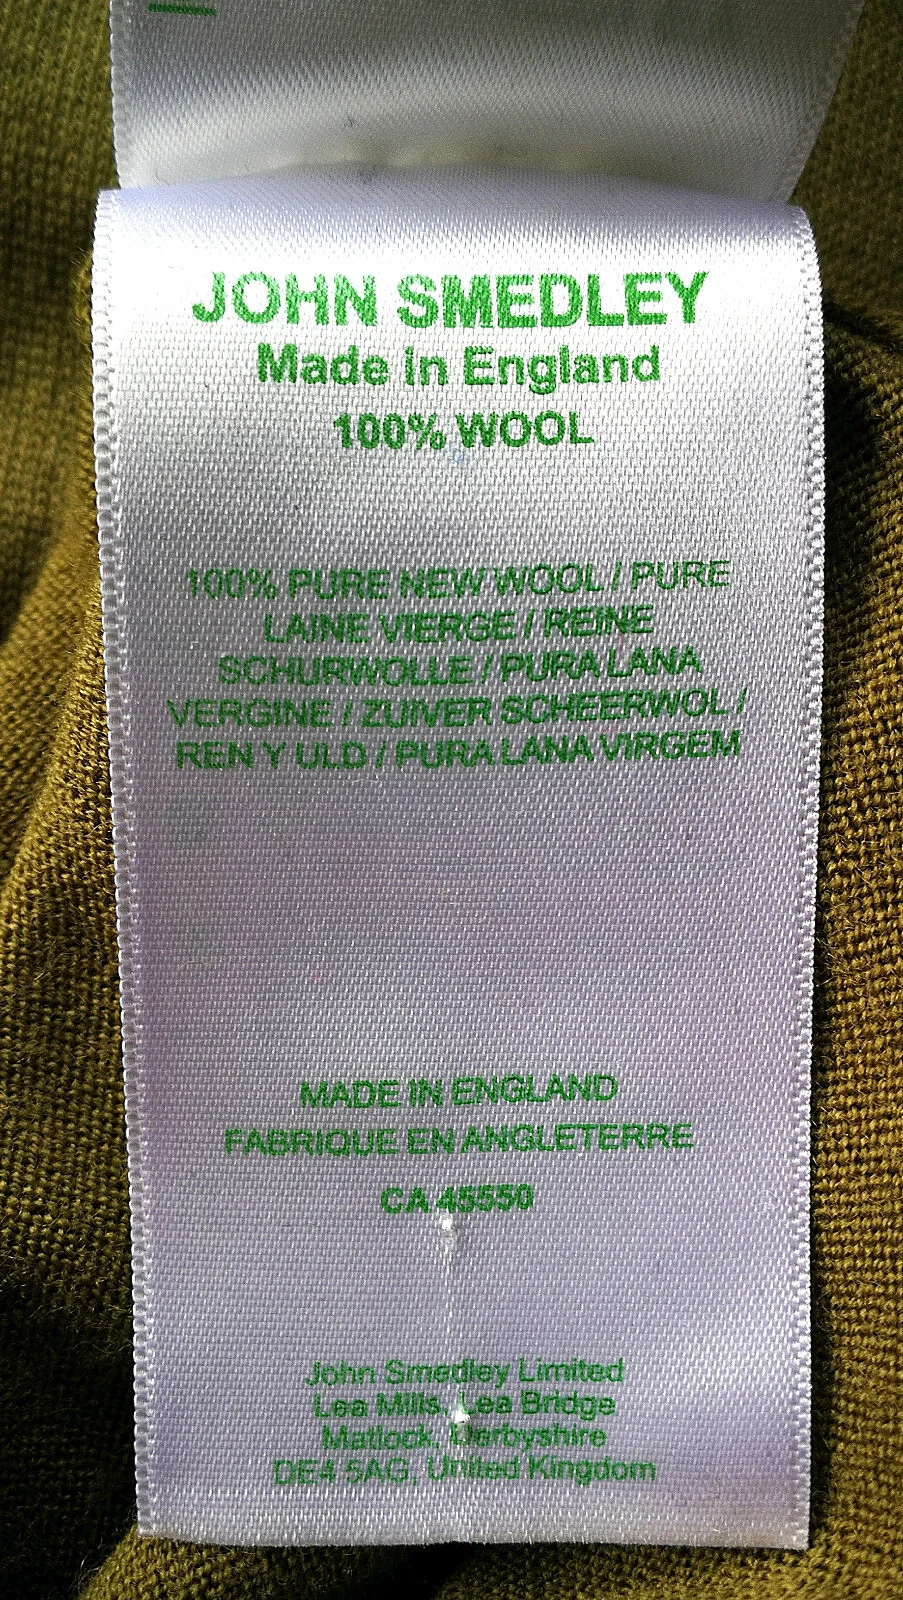 JOHN SMEDLEY
Made in England
100% WOOL
100% PURE NEW WOOL / PURE
LAINE VIERGE / REINE
SCHURWOLLE / PURA LANA
VERGINE / ZUIVER SCHEERWOL /
REN Y ULD / PURA LANA VIRGEM
MADE IN ENGLAND
FABRIQUE EN ANGLETERRE
CA 45550
John Smedley Limited
Lea Mills, Lea Bridge
Matlock, Derbyshire
DE4 5AG, United Kingdom